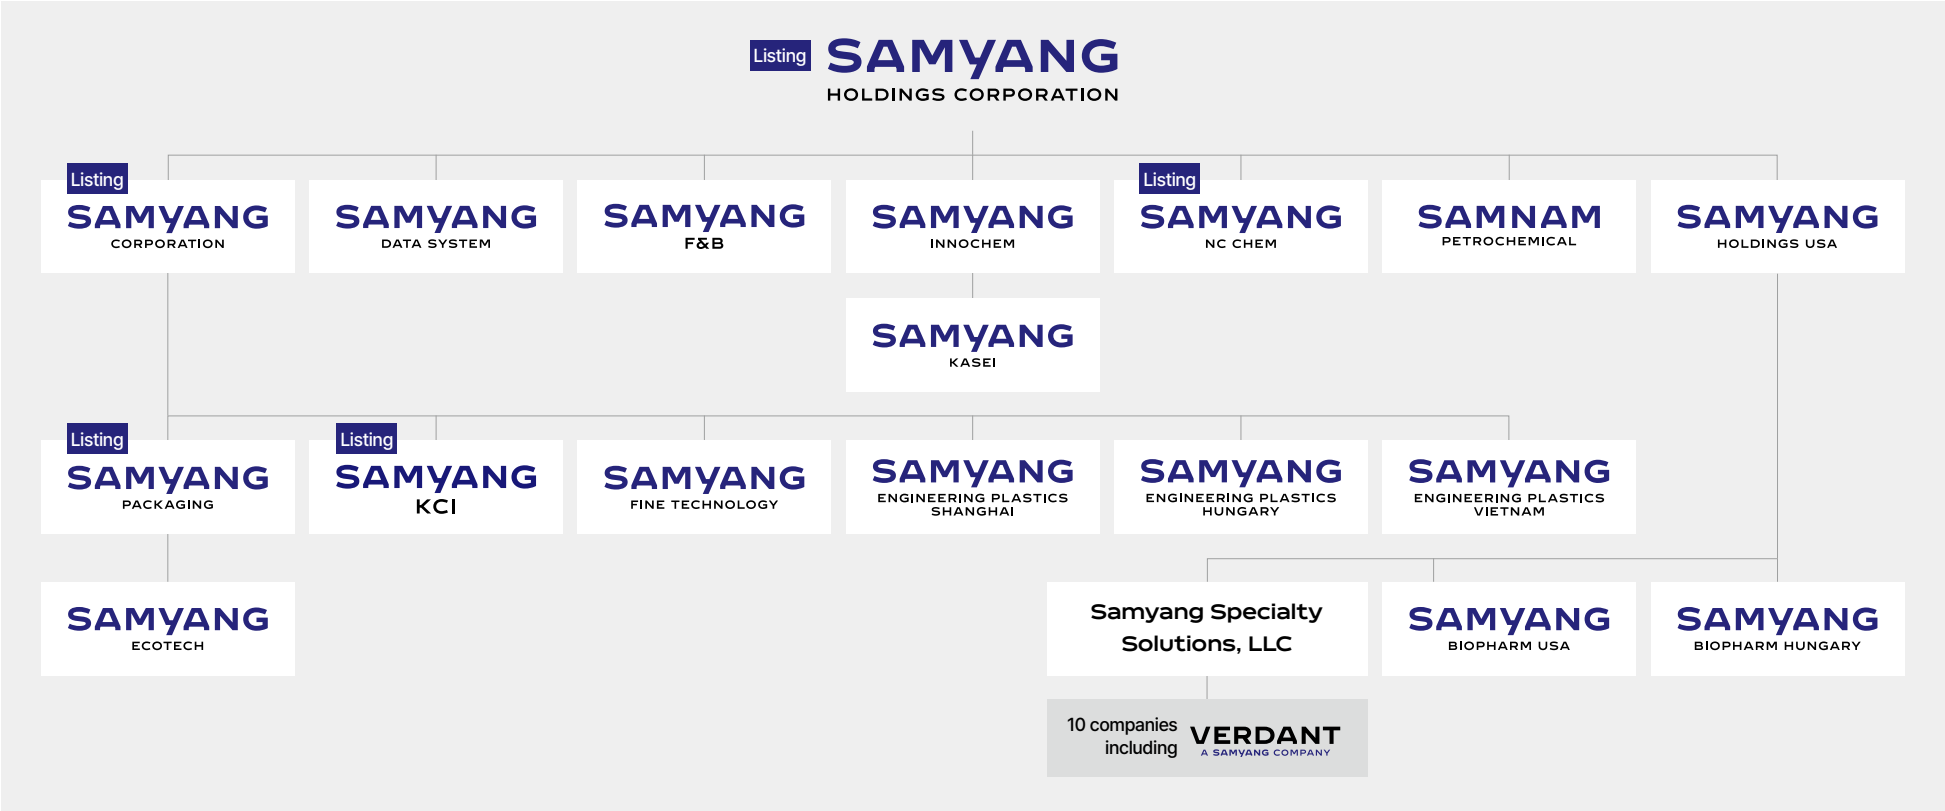 Listing SAMYANG
HOLDINGS CORPORATION
Listing
SAMYANG
CORPORATION
SAMYANG
DATA SYSTEM
SAMYANG
F&B
SAMYANG
INNOCHEM
Listing
SAMYANG
NC CHEM
SAMNAM
PETROCHEMICAL
SAMYANG
HOLDINGS USA
SAMYANG
KASEI
Listing
SAMYANG
PACKAGING
Listing
SAMYANG
KCI
SAMYANG
FINE TECHNOLOGY
SAMYANG
ENGINEERING PLASTICS
SHANGHAI
SAMYANG
ENGINEERING PLASTICS
HUNGARY
SAMYANG
ENGINEERING PLASTICS
VIETNAM
SAMYANG
ECOTECH
Samyang Specialty
Solutions, LLC
SAMYANG
BIOPHARM USA
SAMYANG
BIOPHARM HUNGARY
10 companies
including
VERDANT
A SAMYANG COMPANY